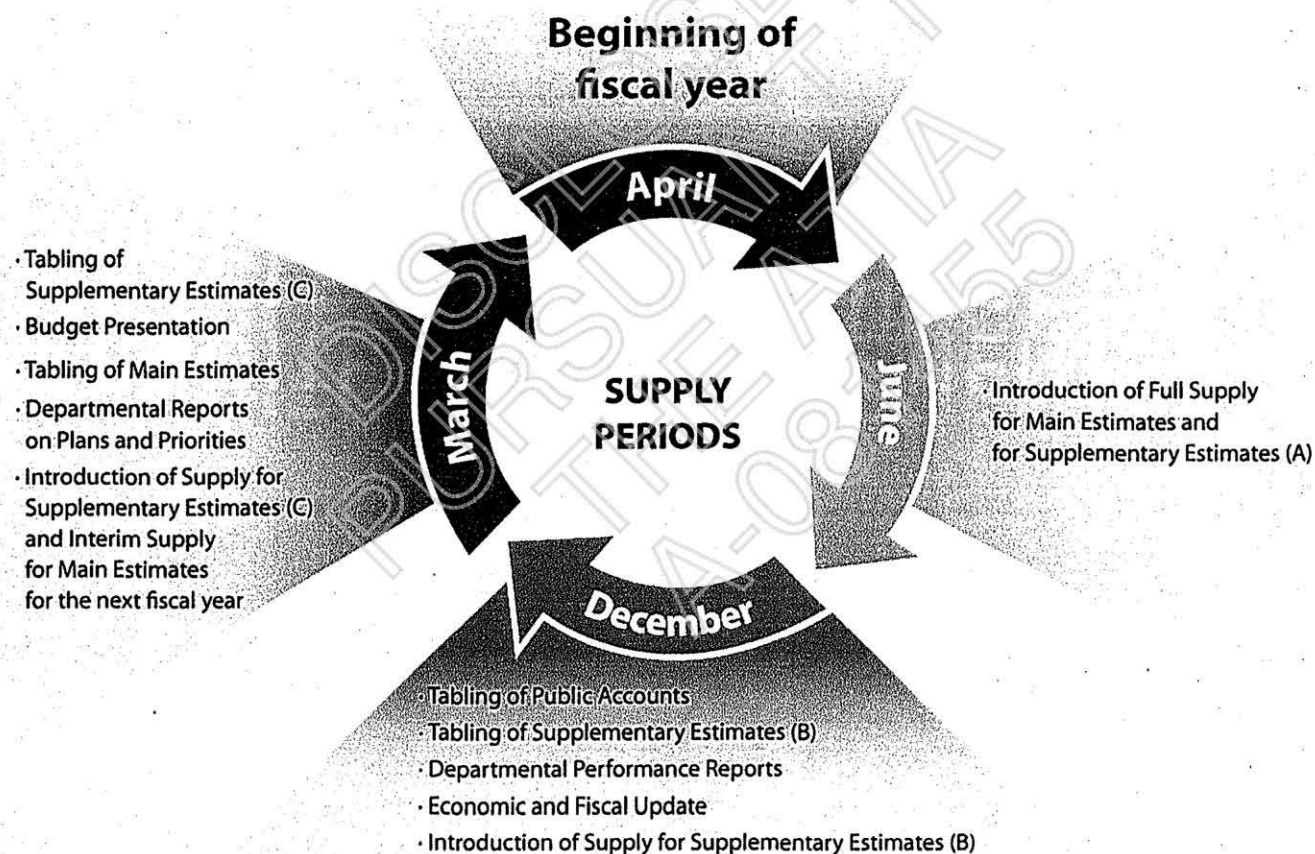 Beginning of
fiscal year
April
· Tabling of
Supplementary Estimates (C)
· Budget Presentation
· Tabling of Main Estimates
· Departmental Reports
on Plans and Priorities
· Introduction of Supply for
Supplementary Estimates (C)
and Interim Supply
for Main Estimates
for the next fiscal year
March
SUPPLY
PERIODS
June
· Introduction of Full Supply
for Main Estimates and
for Supplementary Estimates (A)
December
· Tabling of Public Accounts
· Tabling of Supplementary Estimates (B)
· Departmental Performance Reports
· Economic and Fiscal Update
· Introduction of Supply for Supplementary Estimates (B)
PURSUANT
THE ATIA